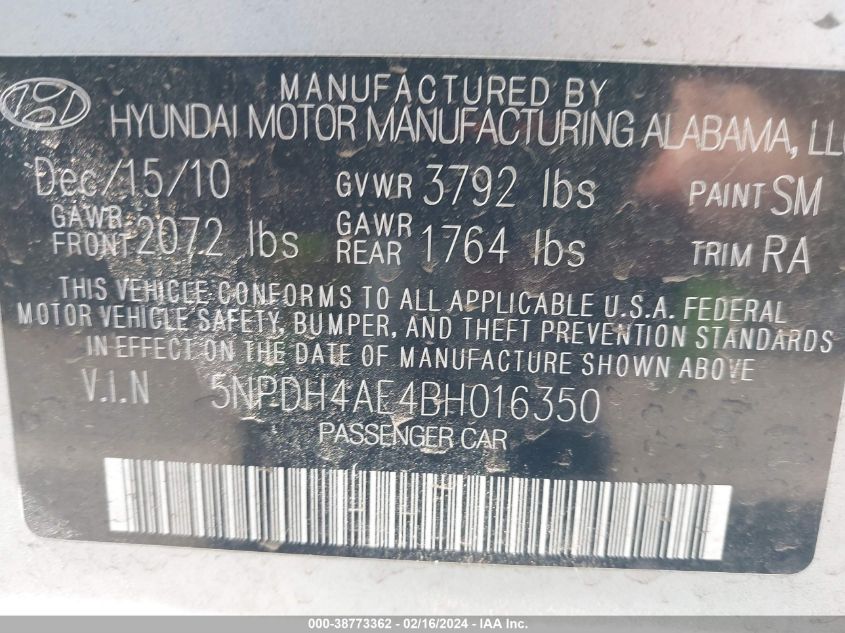 MANUFACTURED BY
HYUNDAI MOTOR MANUFACTURING ALABAMA, LLC
Dec/15/10 GVWR 3792 lbs PAINT SM
GAWR FRONT 2072 lbs GAWR REAR 1764 lbs TRIM RA
THIS VEHICLE CONFORMS TO ALL APPLICABLE U.S.A. FEDERAL
MOTOR VEHICLE SAFETY, BUMPER, AND THEFT PREVENTION STANDARDS
IN EFFECT ON THE DATE OF MANUFACTURE SHOWN ABOVE.
V.I.N 5NPDH4AE4BH016350
PASSENGER CAR
000-38773362 - 02/16/2024 - IAA Inc.